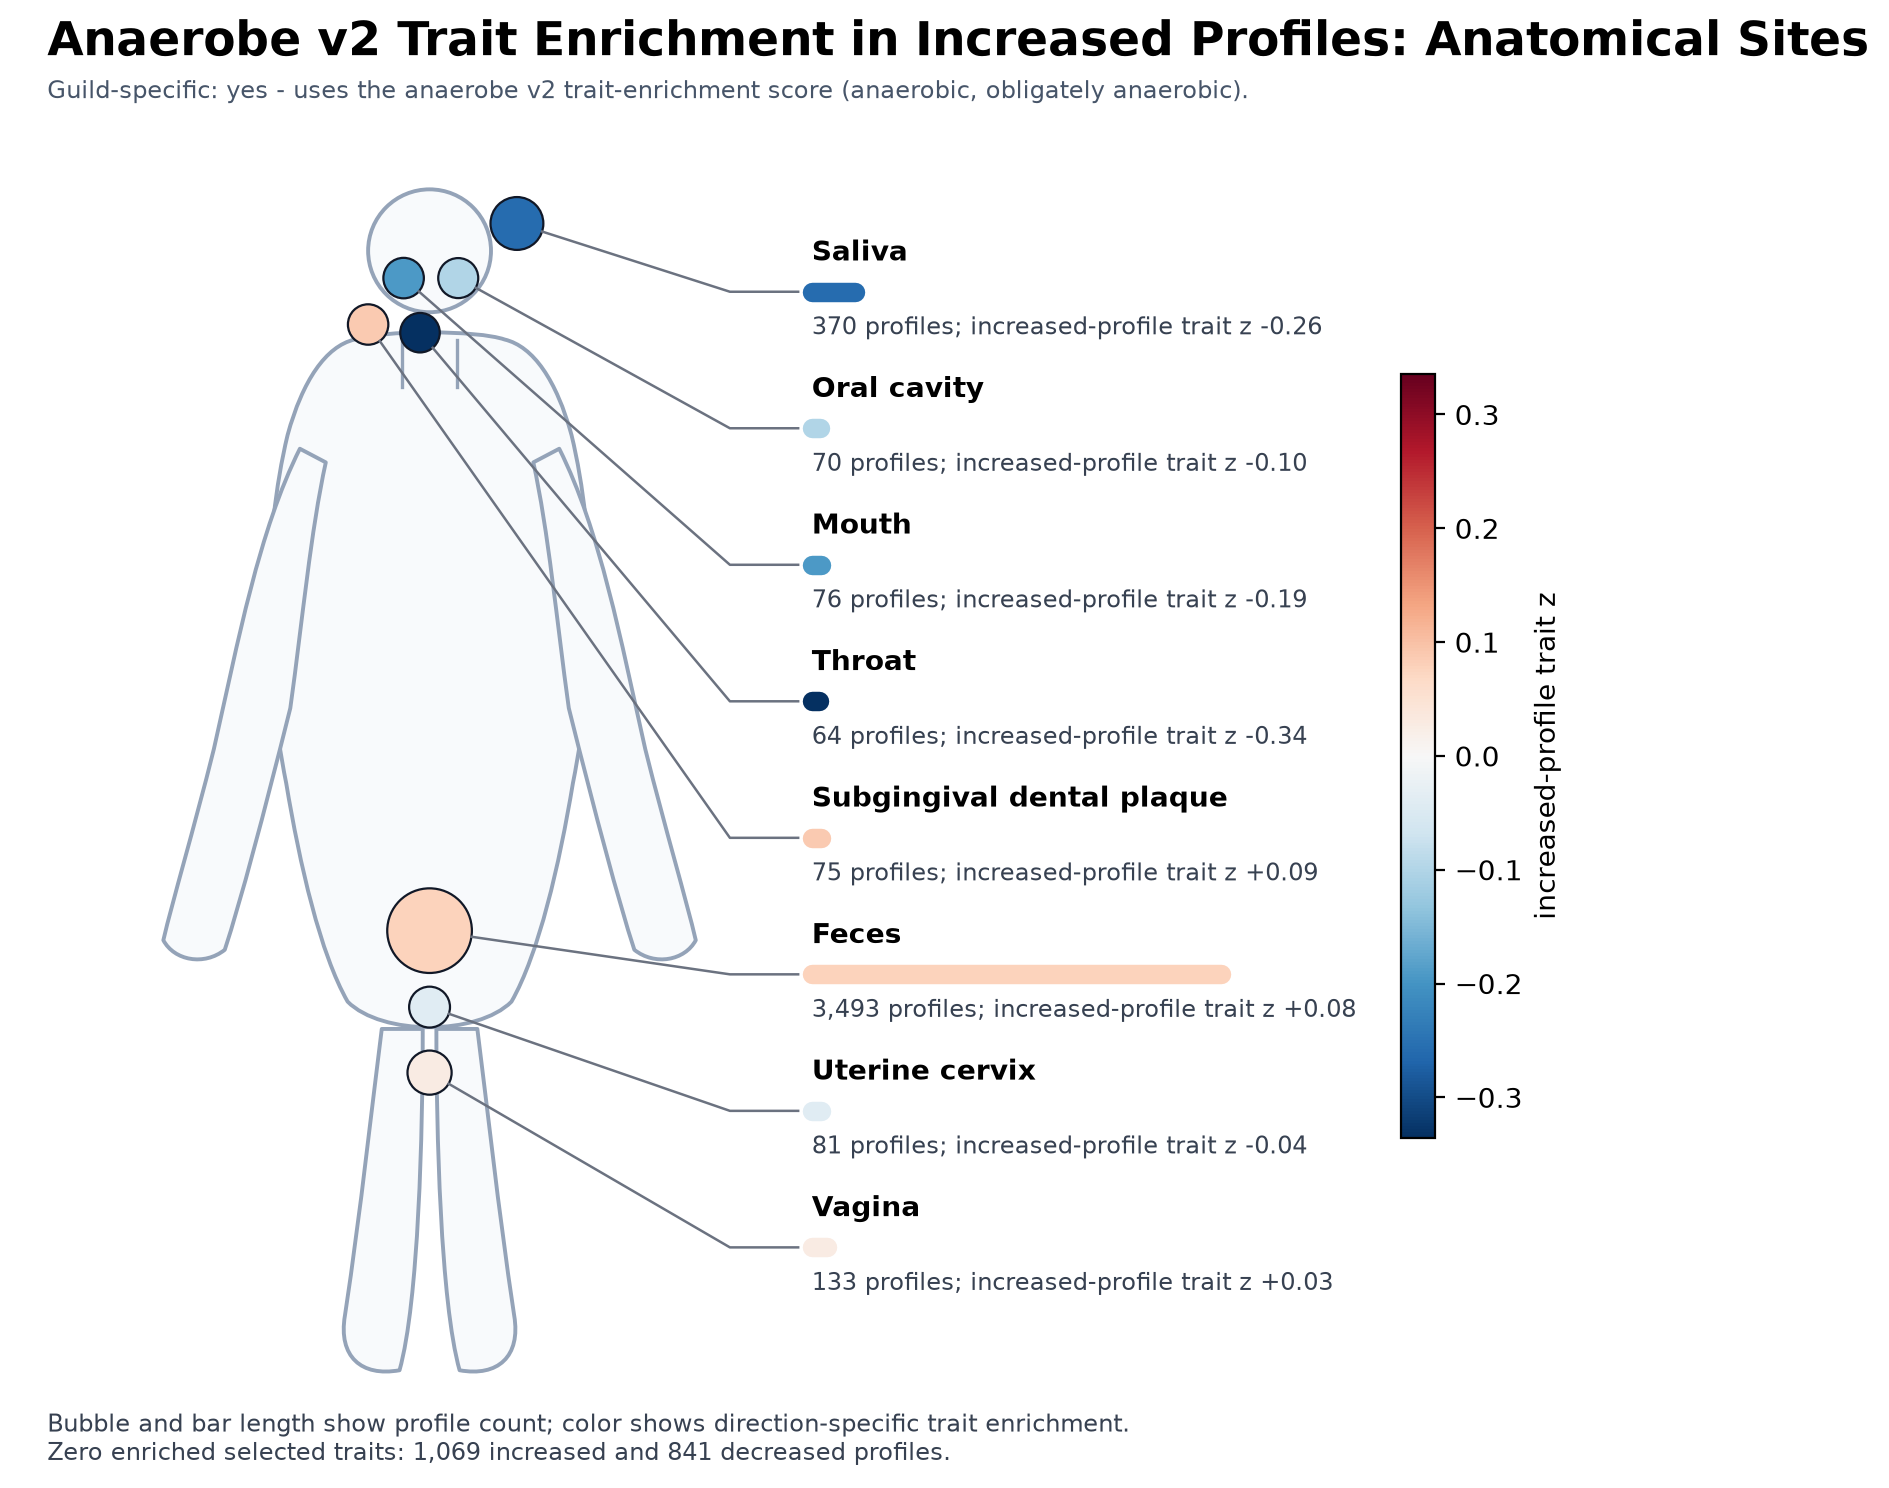 Anaerobe v2 Trait Enrichment in Increased Profiles: Anatomical Sites
Guild-specific: yes - uses the anaerobe v2 trait-enrichment score (anaerobic, obligately anaerobic).
Saliva
370 profiles; increased-profile trait z -0.26
Oral cavity
70 profiles; increased-profile trait z -0.10
Mouth
76 profiles; increased-profile trait z -0.19
Throat
64 profiles; increased-profile trait z -0.34
Subgingival dental plaque
75 profiles; increased-profile trait z +0.09
Feces
3,493 profiles; increased-profile trait z +0.08
Uterine cervix
81 profiles; increased-profile trait z -0.04
Vagina
133 profiles; increased-profile trait z +0.03
0.3
0.2
0.1
0.0
−0.1
−0.2
−0.3
increased-profile trait z
Bubble and bar length show profile count; color shows direction-specific trait enrichment.
Zero enriched selected traits: 1,069 increased and 841 decreased profiles.